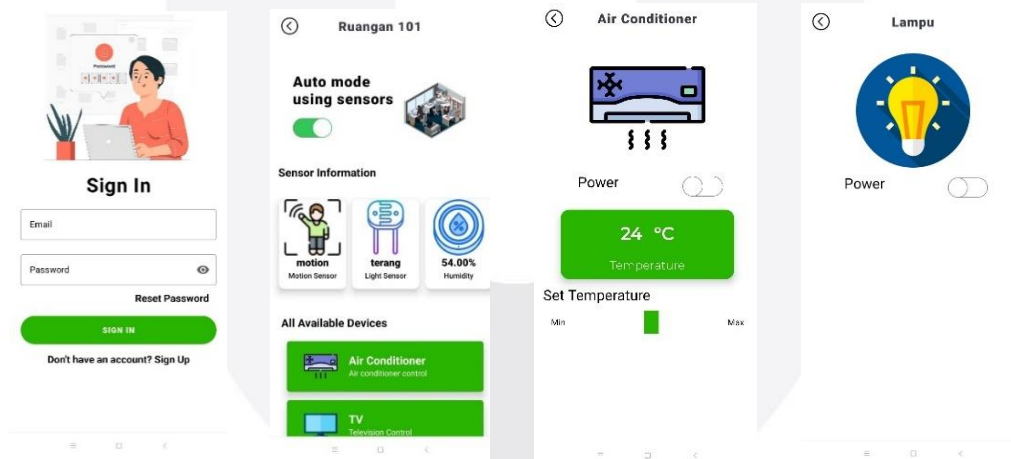 Password
Sign In
Email
Password
Reset Password
SIGN IN
Don't have an account? Sign Up
Ruangan 101
Auto mode
using sensors
Sensor Information
motion
Motion Sensor
terang
Light Sensor
54.00%
Humidity
All Available Devices
Air Conditioner
Air conditioner control
TV
Television Control
Air Conditioner
Power
24 °C
Temperature
Set Temperature
Min
Max
Lampu
Power